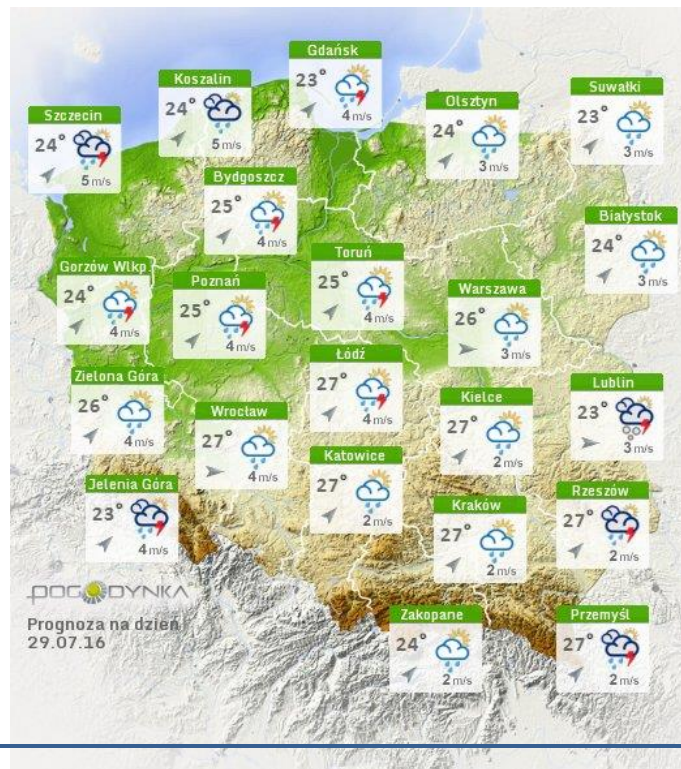 Gdańsk
23°
4 m/s
Koszalin
24°
5 m/s
Suwałki
23°
3 m/s
Olsztyn
24°
3 m/s
Szczecin
24°
5 m/s
Bydgoszcz
25°
4 m/s
Białystok
24°
3 m/s
Toruń
25°
4 m/s
Gorzów Wlkp
24°
4 m/s
Poznań
25°
4 m/s
Warszawa
26°
3 m/s
Łódź
27°
4 m/s
Zielona Góra
26°
4 m/s
Lublin
23°
3 m/s
Kielce
27°
2 m/s
Wrocław
27°
4 m/s
Katowice
27°
2 m/s
Jelenia Góra
23°
4 m/s
Rzeszów
27°
2 m/s
Kraków
27°
2 m/s
POGODYNKA
Prognoza na dzień
29.07.16
Zakopane
24°
2 m/s
Przemyśl
27°
2 m/s